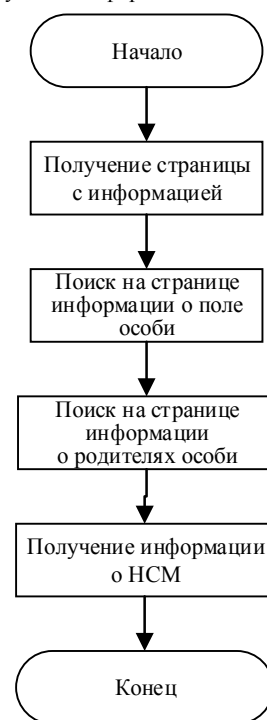 Начало
Получение страницы
с информацией
Поиск на странице
информации о поле
особи
Поиск на странице
информации
о родителях особи
Получение информации
о НСМ
Конец